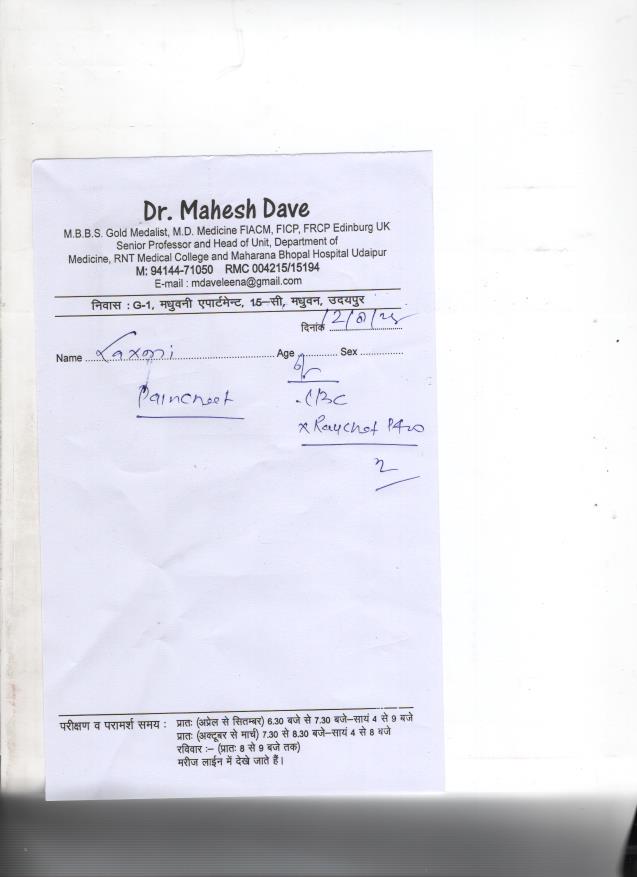 Dr. Mahesh Dave
M.B.B.S. Gold Medalist, M.D. Medicine FIACM, FICP, FRCP Edinburg UK
Senior Professor and Head of Unit, Department of
Medicine, RNT Medical College and Maharana Bhopal Hospital Udaipur
M: 94144-71050 RMC 004215/15194
E-mail : mdaveleena@gmail.com
निवास : G-1, मधुवनी एपार्टमेन्ट, 15–सी, मधुवन, उदयपुर
दिनांक
Name Laxmi Age Sex
Painchest
CBC
x Raychest
परीक्षण व परामर्श समय : प्रातः (अप्रेल से सितम्बर) 6.30 बजे से 7.30 बजे–सायं 4 से 9 बजे
प्रातः (अक्टूबर से मार्च) 7.30 से 8.30 बजे–सायं 4 से 8 बजे
रविवार :– (प्रातः 8 से 9 बजे तक)
मरीज लाईन में देखे जाते हैं।